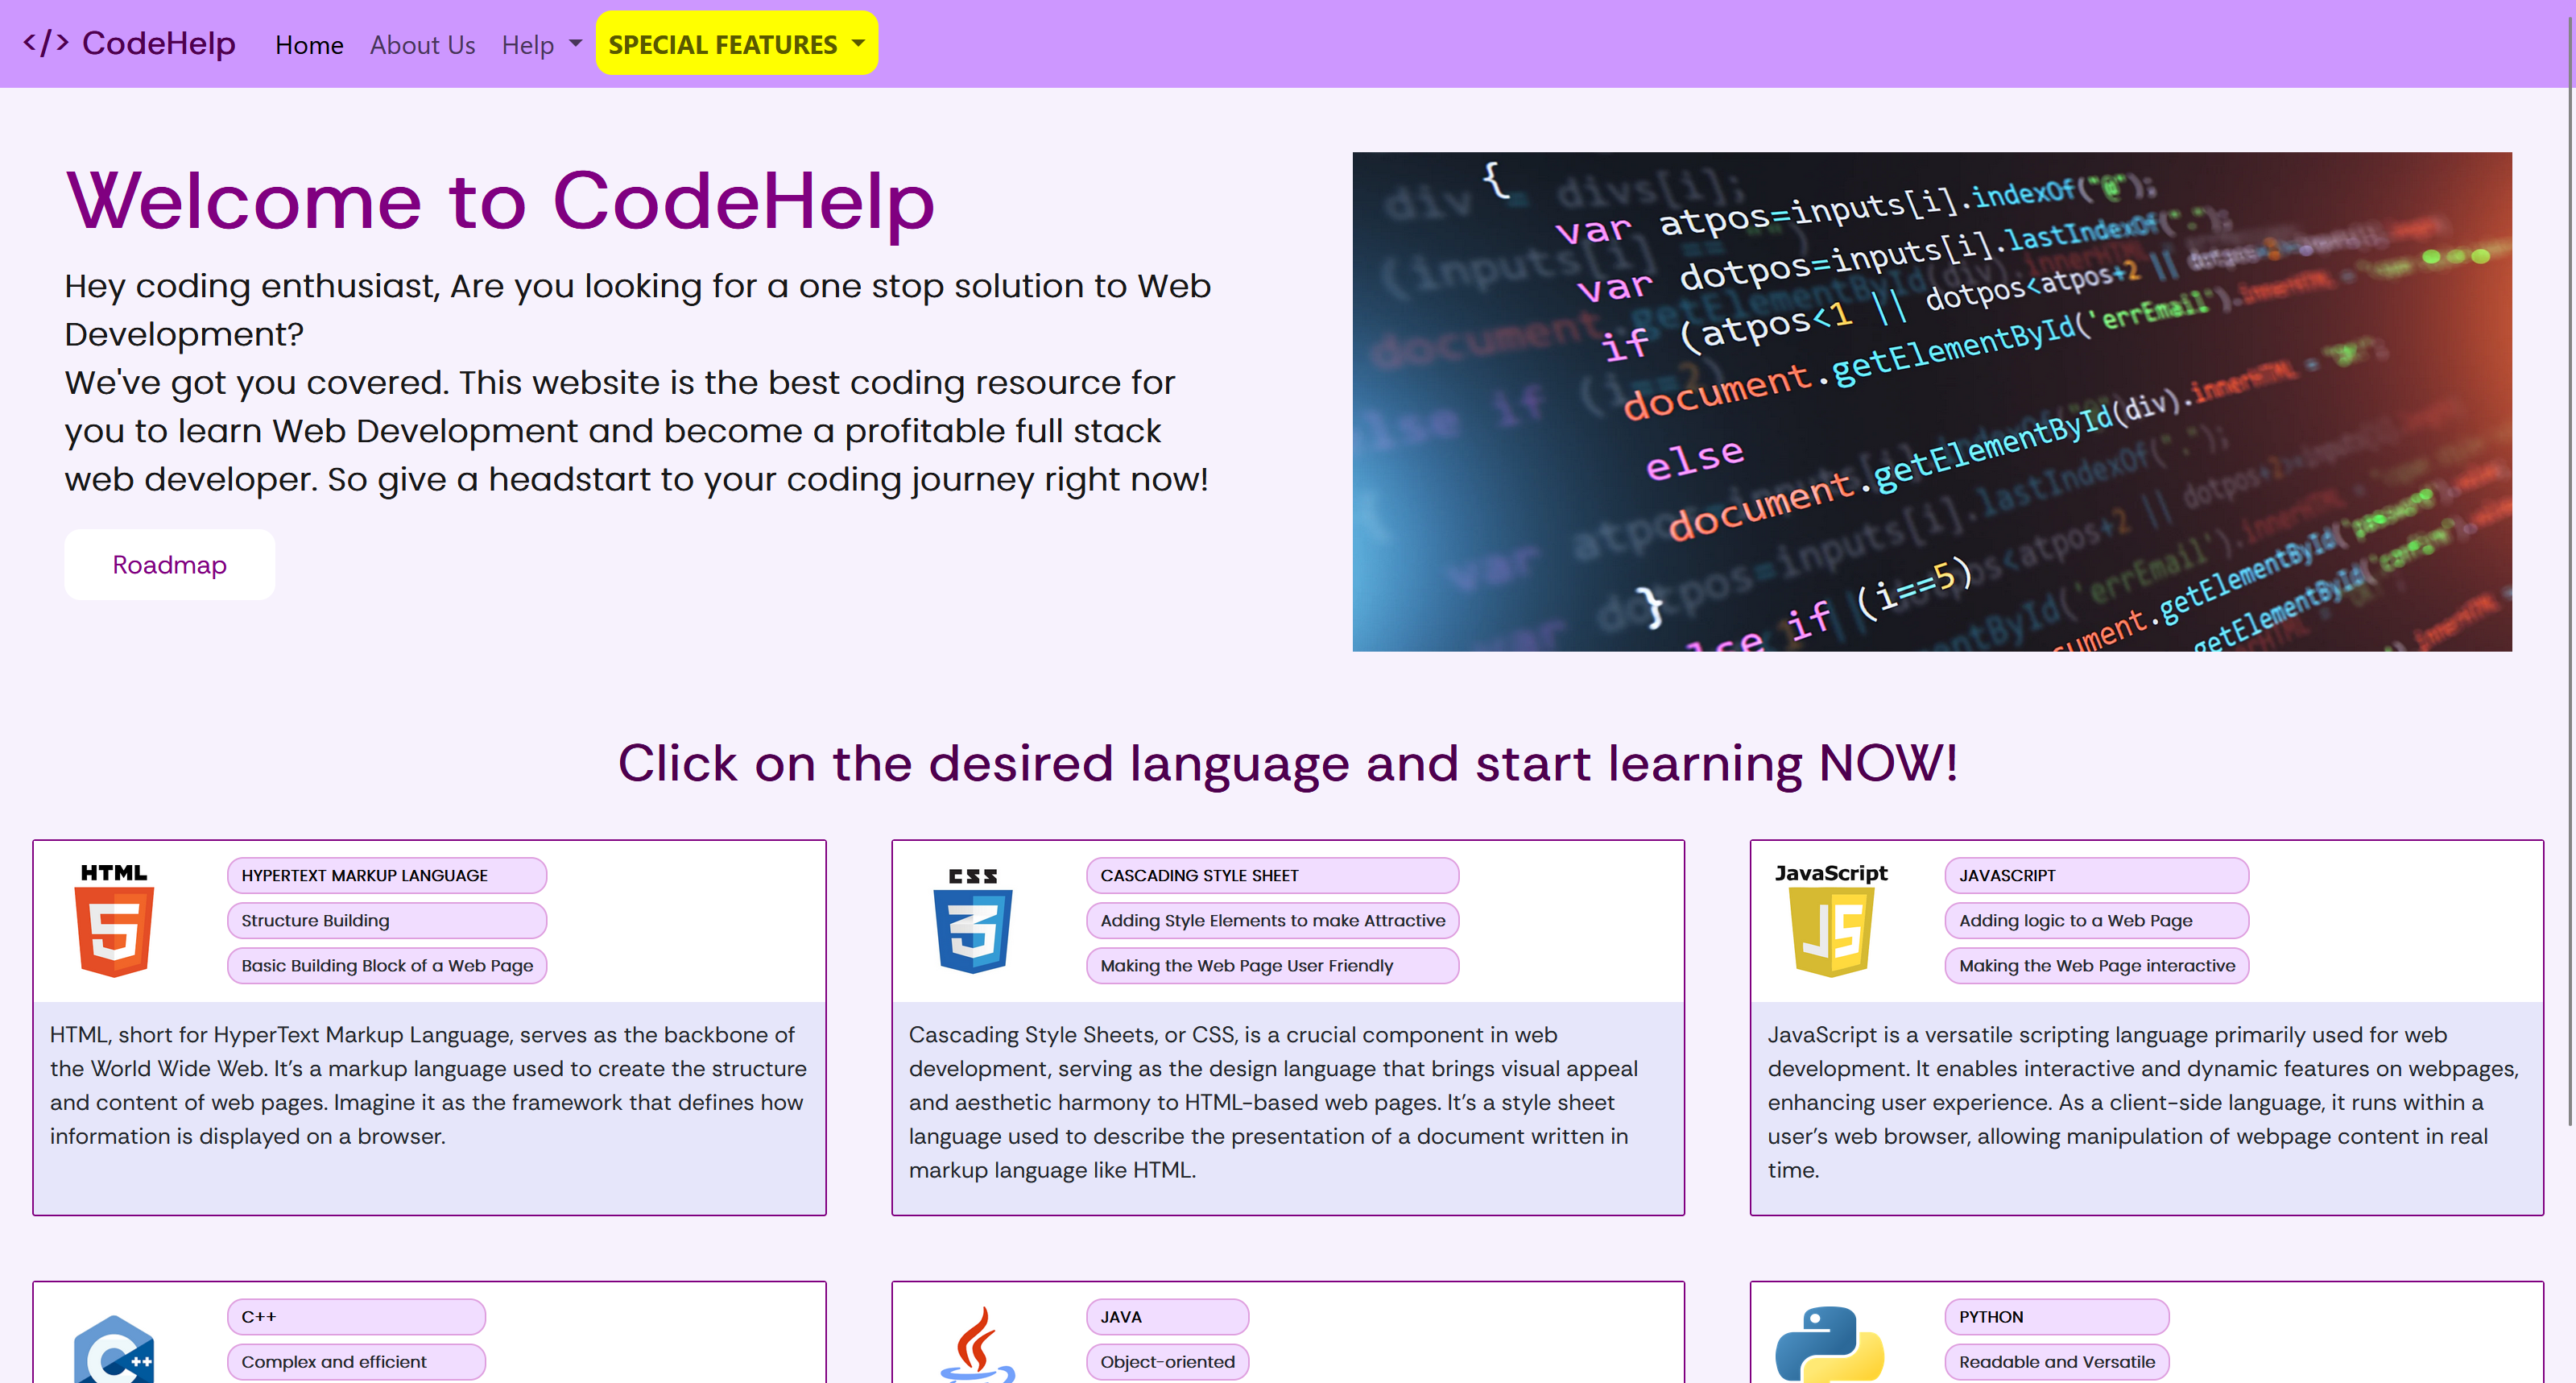 </> CodeHelp Home About Us Help SPECIAL FEATURES
Welcome to CodeHelp
Hey coding enthusiast, Are you looking for a one stop solution to Web
Development?
We've got you covered. This website is the best coding resource for
you to learn Web Development and become a profitable full stack
web developer. So give a headstart to your coding journey right now!
Roadmap
{
div = divs[i];
var atpos=inputs[i].indexOf("@");
var dotpos=inputs[i].lastIndexOf(".");
if (atpos<1 || dotpos<atpos+2 ||
document.getElementById('errEmail').innerHTML =
else
document.getElementById(div).innerHTML =
}
else if (i==5)
document.getElementById(
getElementById(
Click on the desired language and start learning NOW!
HTML
HYPERTEXT MARKUP LANGUAGE
Structure Building
Basic Building Block of a Web Page
HTML, short for HyperText Markup Language, serves as the backbone of
the World Wide Web. It's a markup language used to create the structure
and content of web pages. Imagine it as the framework that defines how
information is displayed on a browser.
CSS
3
CASCADING STYLE SHEET
Adding Style Elements to make Attractive
Making the Web Page User Friendly
Cascading Style Sheets, or CSS, is a crucial component in web
development, serving as the design language that brings visual appeal
and aesthetic harmony to HTML-based web pages. It's a style sheet
language used to describe the presentation of a document written in
markup language like HTML.
JavaScript
JS
JAVASCRIPT
Adding logic to a Web Page
Making the Web Page interactive
JavaScript is a versatile scripting language primarily used for web
development. It enables interactive and dynamic features on webpages,
enhancing user experience. As a client-side language, it runs within a
user's web browser, allowing manipulation of webpage content in real
time.
C++
C++
Complex and efficient
JAVA
Object-oriented
PYTHON
Readable and Versatile